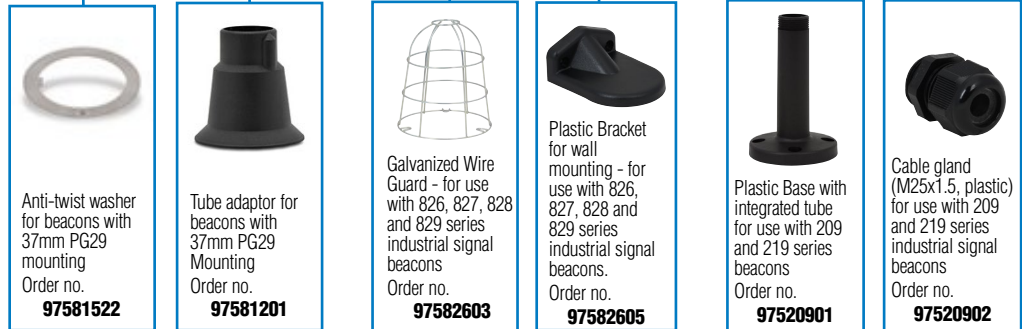 Anti-twist washer
for beacons with
37mm PG29
mounting
Order no.
97581522
Tube adaptor for
beacons with
37mm PG29
Mounting
Order no.
97581201
Galvanized Wire
Guard - for use
with 826, 827, 828
and 829 series
industrial signal
beacons
Order no.
97582603
Plastic Bracket
for wall
mounting - for
use with 826,
827, 828 and
829 series
industrial signal
beacons.
Order no.
97582605
Plastic Base with
integrated tube
for use with 209
and 219 series
beacons
Order no.
97520901
Cable gland
(M25x1.5, plastic)
for use with 209
and 219 series
industrial signal
beacons
Order no.
97520902